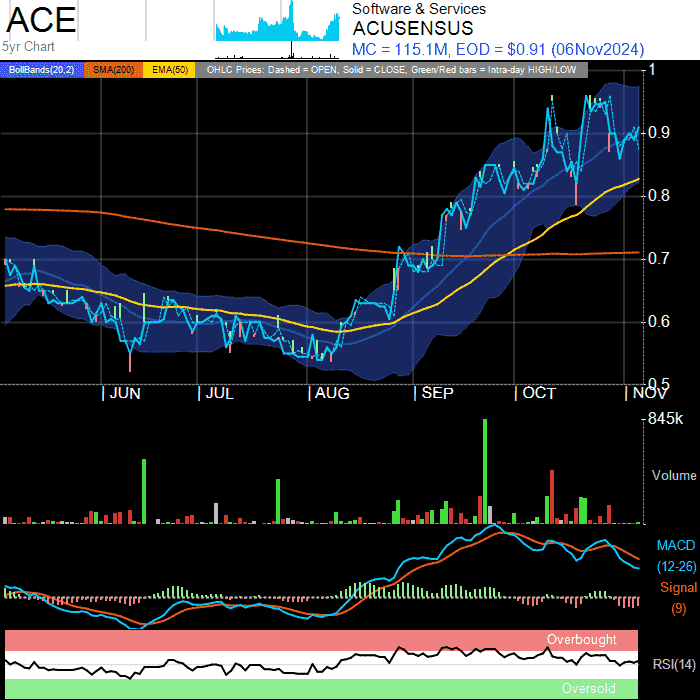 ACE
5yr Chart
Software & Services
ACUSENSUS
MC = 115.1M, EOD = $0.91 (06Nov2024)
BollBands(20,2) SMA(200) EMA(50) OHLC Prices: Dashed = OPEN, Solid = CLOSE, Green/Red bars = Intra-day HIGH/LOW
1
0.9
0.8
0.7
0.6
0.5
JUN JUL AUG SEP OCT NOV
845k
Volume
MACD
(12-26)
Signal
(9)
Overbought
RSI(14)
Oversold